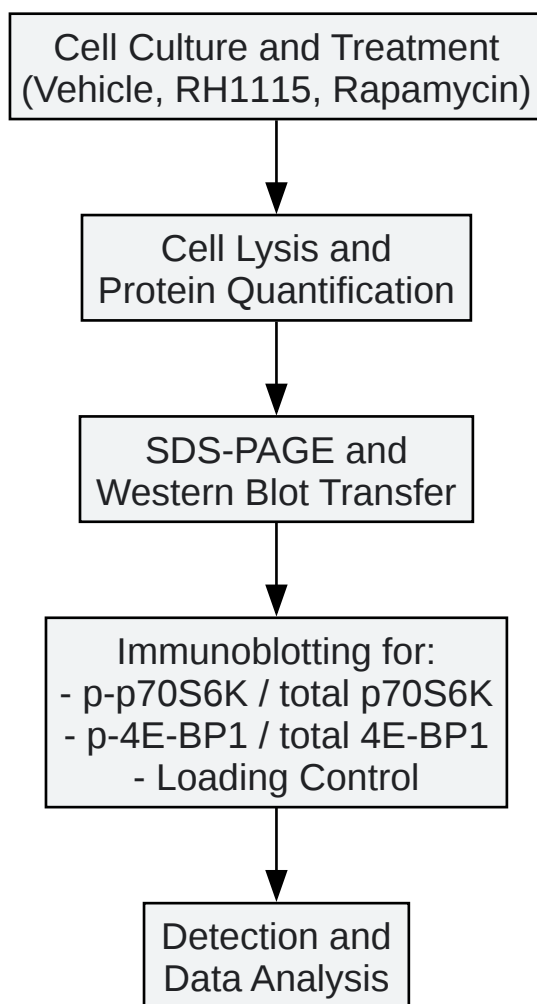 Cell Culture and Treatment
(Vehicle, RH1115, Rapamycin)
Cell Lysis and
Protein Quantification
SDS-PAGE and
Western Blot Transfer
Immunoblotting for:
- p-p70S6K / total p70S6K
- p-4E-BP1 / total 4E-BP1
- Loading Control
Detection and
Data Analysis